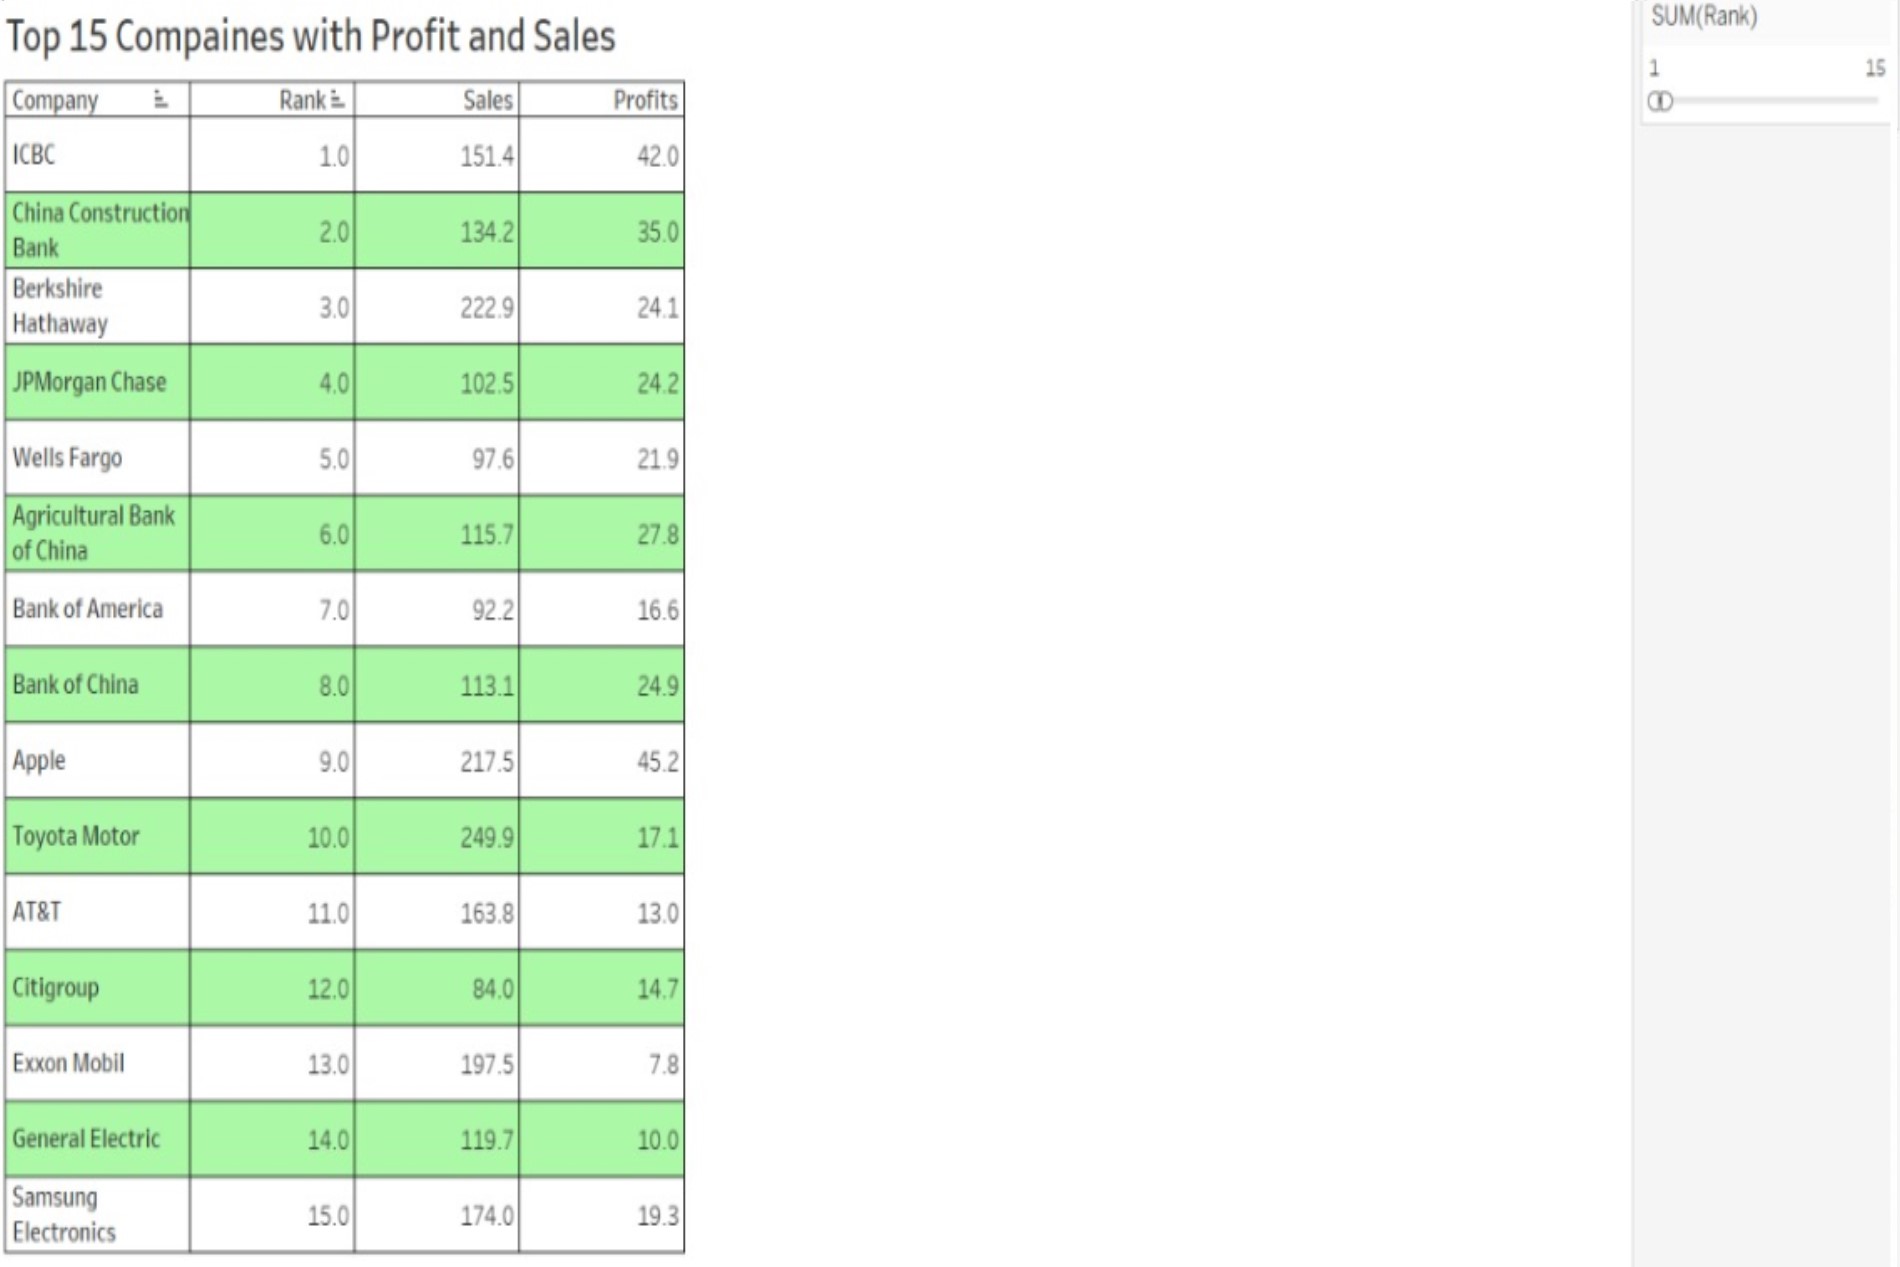 Top 15 Compaines with Profit and Sales
SUM(Rank)
1 15
Company Rank Sales Profits
ICBC 1.0 151.4 42.0
China Construction
Bank 2.0 134.2 35.0
Berkshire
Hathaway 3.0 222.9 24.1
JPMorgan Chase 4.0 102.5 24.2
Wells Fargo 5.0 97.6 21.9
Agricultural Bank
of China 6.0 115.7 27.8
Bank of America 7.0 92.2 16.6
Bank of China 8.0 113.1 24.9
Apple 9.0 217.5 45.2
Toyota Motor 10.0 249.9 17.1
AT&T 11.0 163.8 13.0
Citigroup 12.0 84.0 14.7
Exxon Mobil 13.0 197.5 7.8
General Electric 14.0 119.7 10.0
Samsung
Electronics 15.0 174.0 19.3